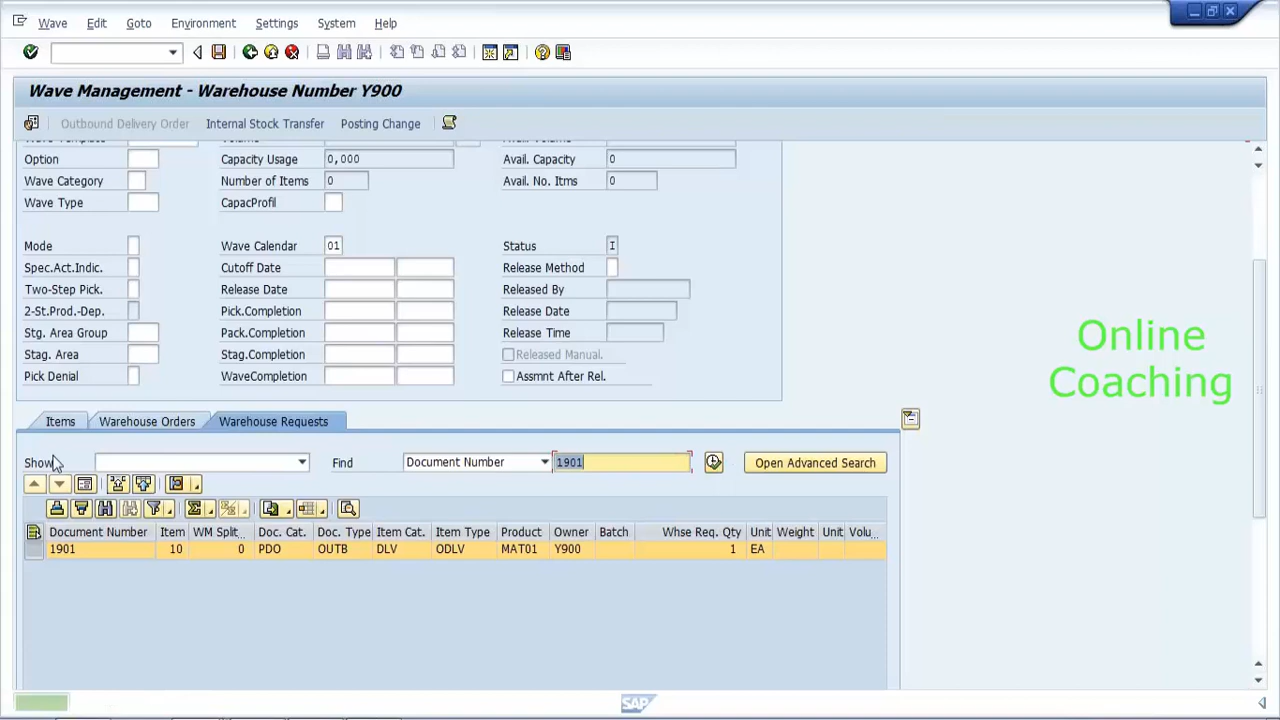 Wave Edit Goto Environment Settings System Help
Wave Management - Warehouse Number Y900
Outbound Delivery Order Internal Stock Transfer Posting Change
Option Capacity Usage 0,000 Avail. Capacity 0
Wave Category Number of Items 0 Avail. No. Itms 0
Wave Type CapacProfil
Mode Wave Calendar 01 Status I
Spec.Act.Indic. Cutoff Date Release Method
Two-Step Pick. Release Date Released By
2-St.Prod.-Dep. Pick.Completion Release Date
Stg. Area Group Pack.Completion Release Time
Stag. Area Stag.Completion Released Manual.
Pick Denial WaveCompletion Assmnt After Rel.
Online
Coaching
Items Warehouse Orders Warehouse Requests
Show Find Document Number 1901 Open Advanced Search
Document Number Item WM Split... Doc. Cat. Doc. Type Item Cat. Item Type Product Owner Batch Whse Req. Qty Unit Weight Unit Volu...
1901 10 0 PDO OUTB DLV ODLV MAT01 Y900 1 EA
SAP